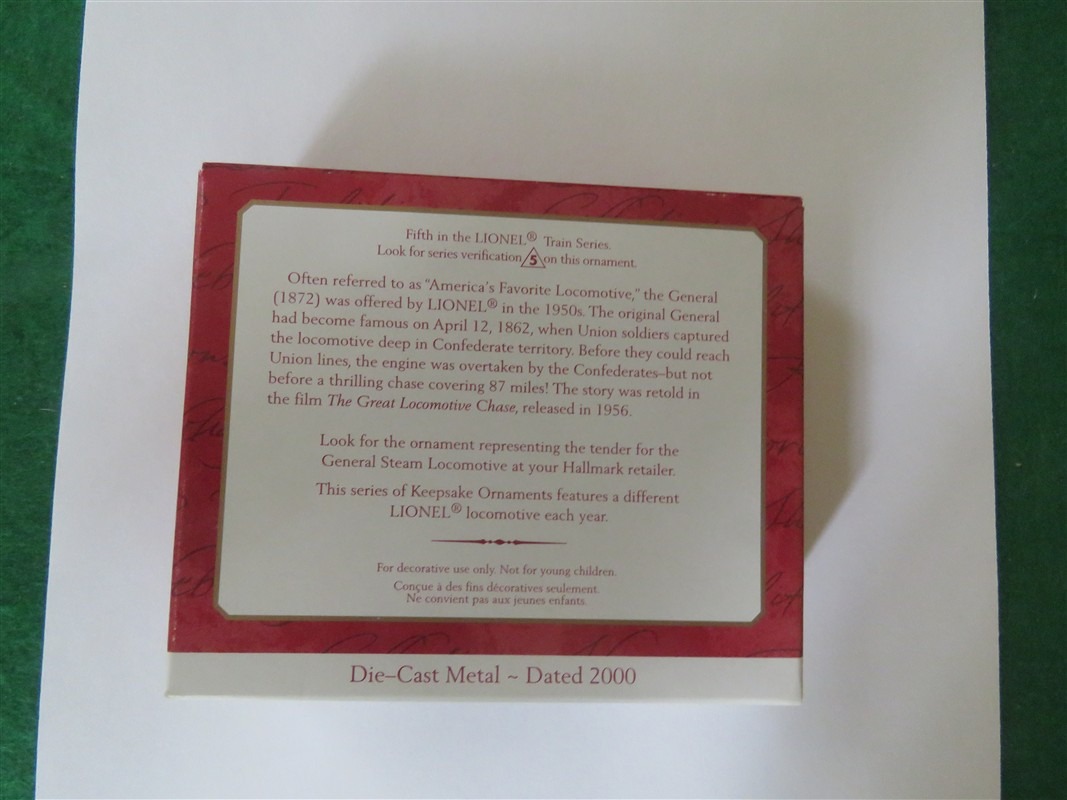 Fifth in the LIONEL® Train Series.
Look for series verification 5 on this ornament.
Often referred to as "America's Favorite Locomotive," the General
(1872) was offered by LIONEL® in the 1950s. The original General
had become famous on April 12, 1862, when Union soldiers captured
the locomotive deep in Confederate territory. Before they could reach
Union lines, the engine was overtaken by the Confederates–but not
before a thrilling chase covering 87 miles! The story was retold in
the film The Great Locomotive Chase, released in 1956.
Look for the ornament representing the tender for the
General Steam Locomotive at your Hallmark retailer.
This series of Keepsake Ornaments features a different
LIONEL® locomotive each year.
For decorative use only. Not for young children.
Conçue à des fins décoratives seulement.
Ne convient pas aux jeunes enfants.
Die–Cast Metal ~ Dated 2000